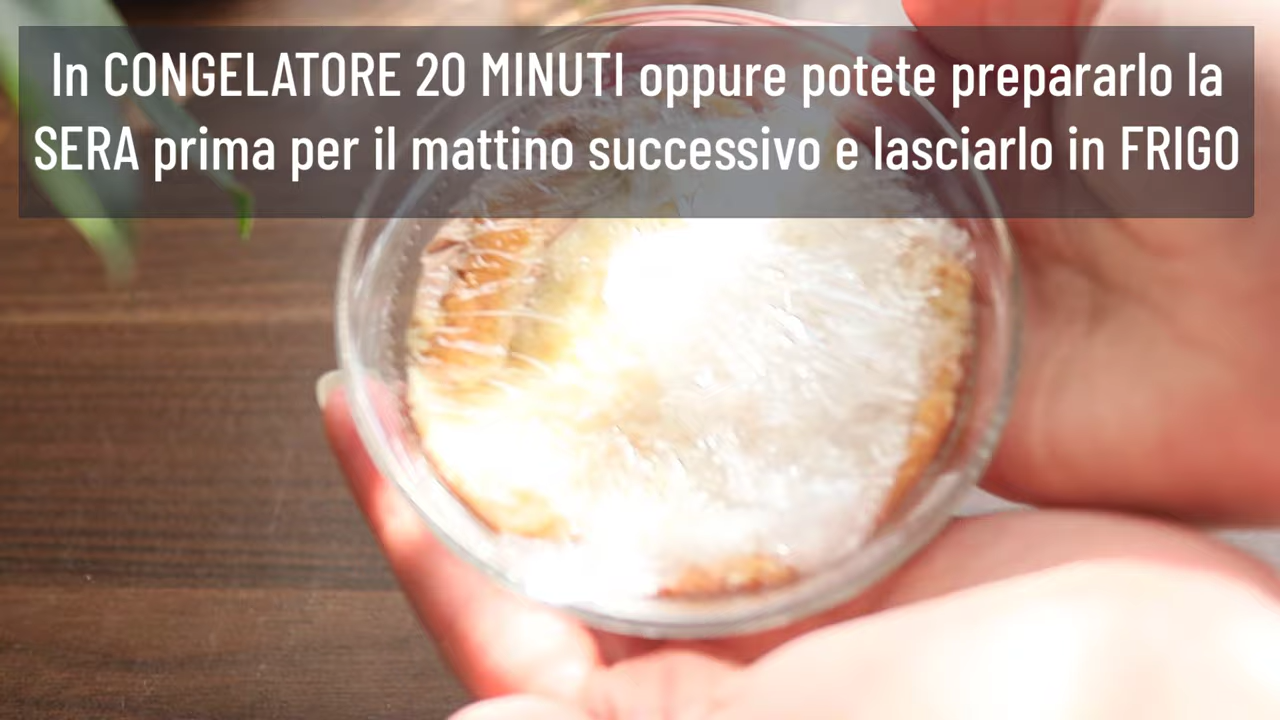 In CONGELATORE 20 MINUTI oppure potete prepararlo la
SERA prima per il mattino successivo e lasciarlo in FRIGO